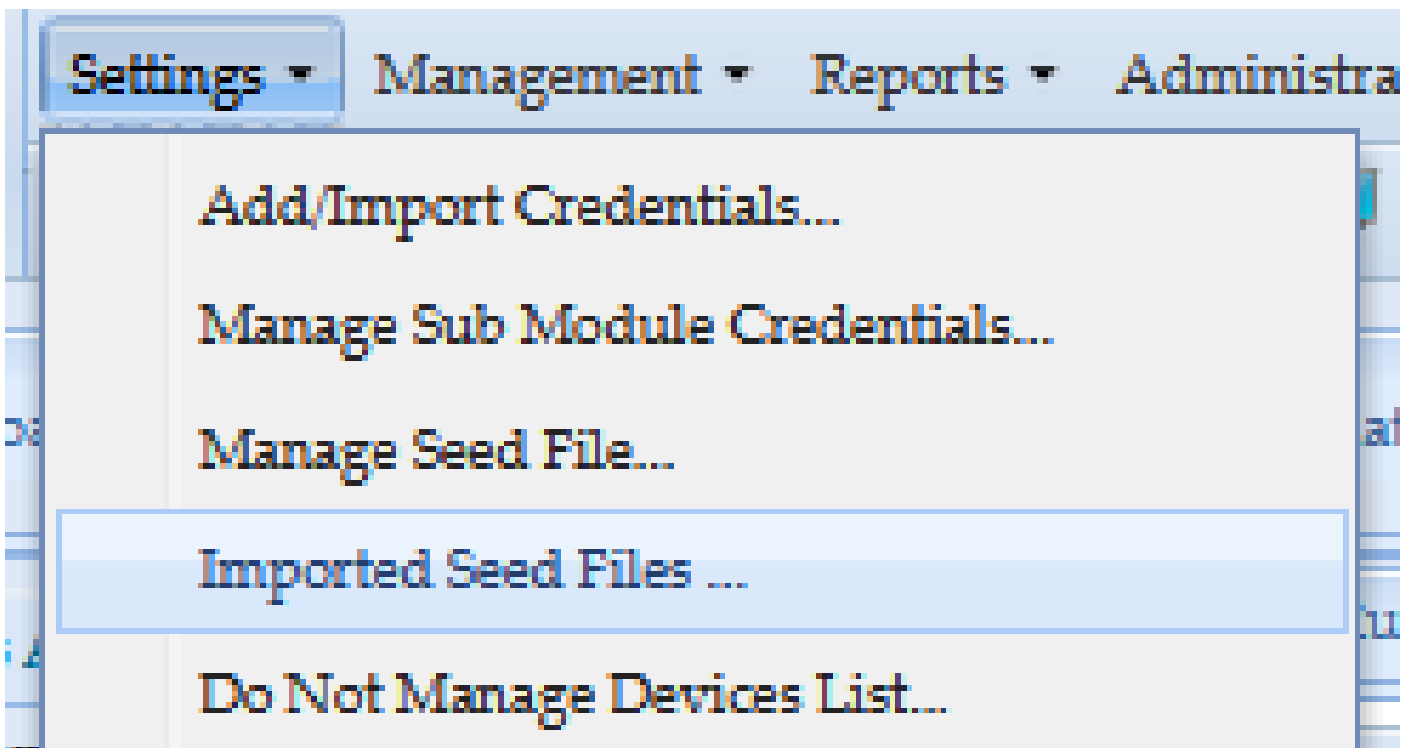 Settings Management Reports Administra
Add/Import Credentials...
Manage Sub Module Credentials...
Manage Seed File...
Imported Seed Files ...
Do Not Manage Devices List...